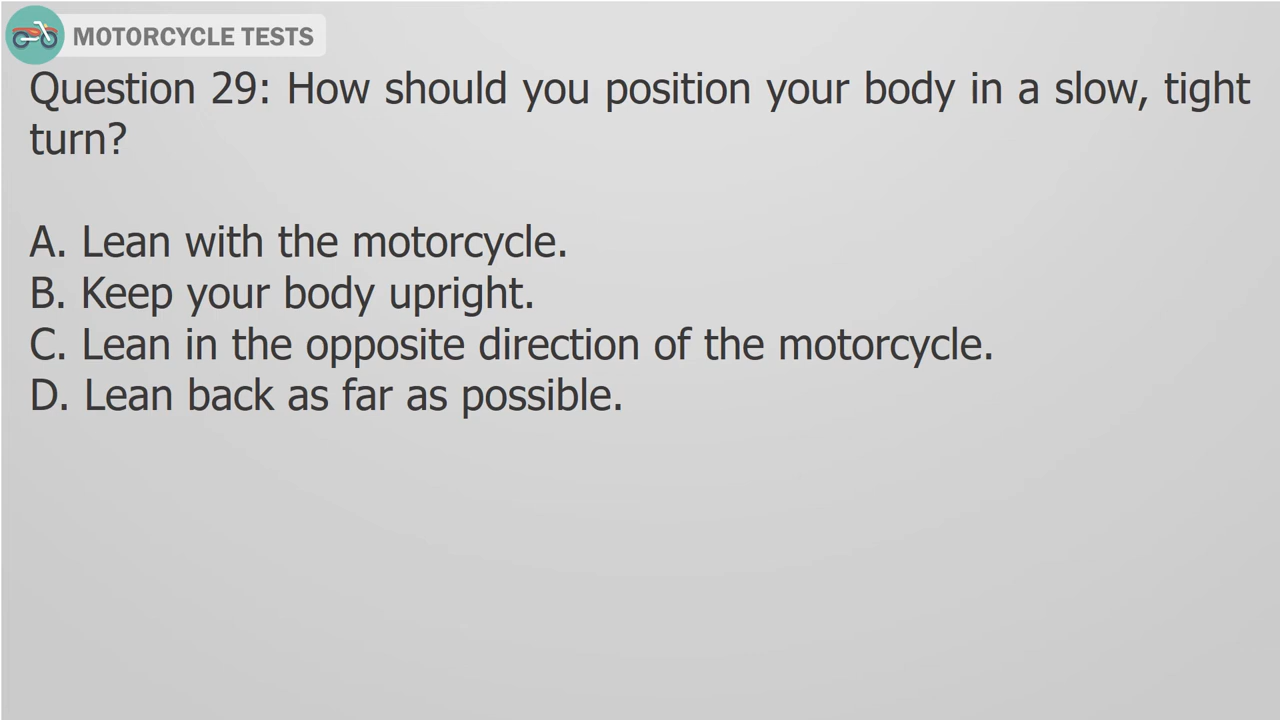 MOTORCYCLE TESTS
Question 29: How should you position your body in a slow, tight
turn?
A. Lean with the motorcycle.
B. Keep your body upright.
C. Lean in the opposite direction of the motorcycle.
D. Lean back as far as possible.